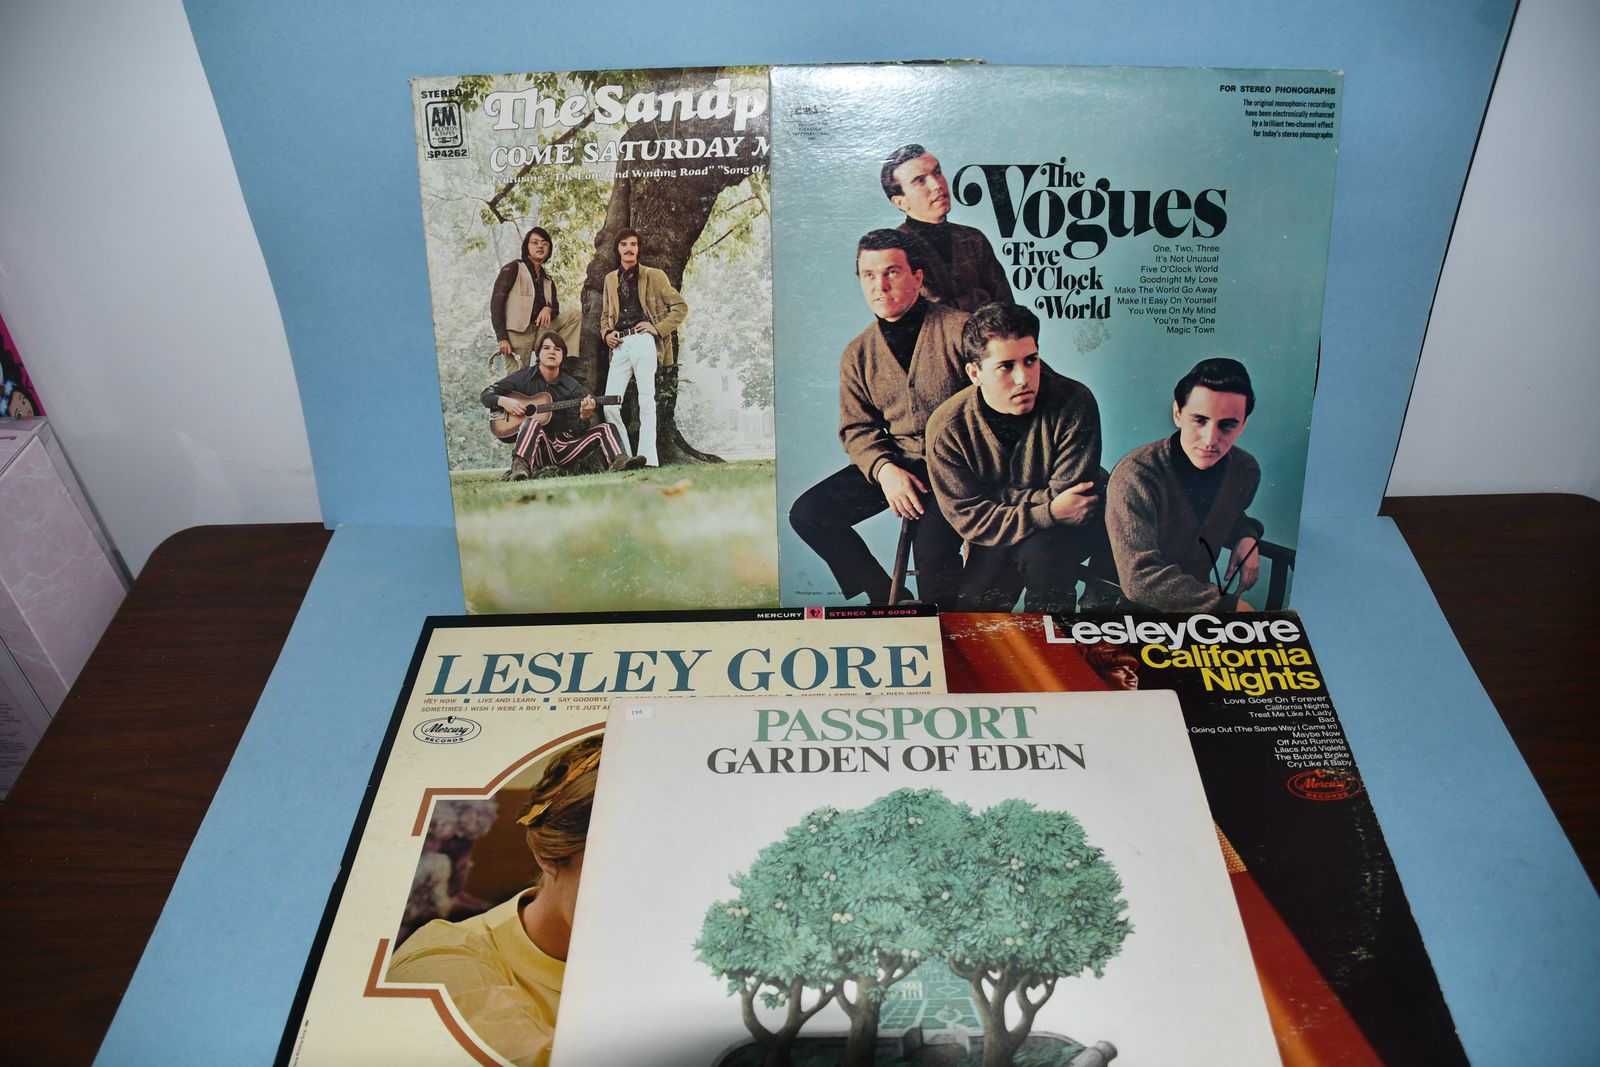 STEREO
AM
RECORDS
& TAPES
SP4262
The Sandp
COME SATURDAY M
Featuring: "The Long And Winding Road" "Song Of
FOR STEREO PHONOGRAPHS
The original monophonic recordings
have been electronically enhanced
by a brilliant two-channel effect
for today's stereo phonographs
The
Vogues
Five
O'Clock
World
One, Two, Three
It's Not Unusual
Five O'Clock World
Goodnight My Love
Make The World Go Away
Make It Easy On Yourself
You Were On My Mind
You're The One
Magic Town
Photography: Jack
MERCURY STEREO SR 60943
LESLEY GORE
HEY NOW ■ LIVE AND LEARN ■ SAY GOODBYE
SOMETIMES I WISH I WERE A BOY ■ IT'S JUST
■ MAYBE I KNOW ■ I DIED INSIDE
Mercury
RECORDS
196
PASSPORT
GARDEN OF EDEN
LesleyGore
California
Nights
Love Goes On Forever
California Nights
Treat Me Like A Lady
Bad
Going Out (The Same Way I Came In)
Maybe Now
Off And Running
Lilacs And Violets
The Bubble Broke
Cry Like A Baby
Mercury
RECORDS